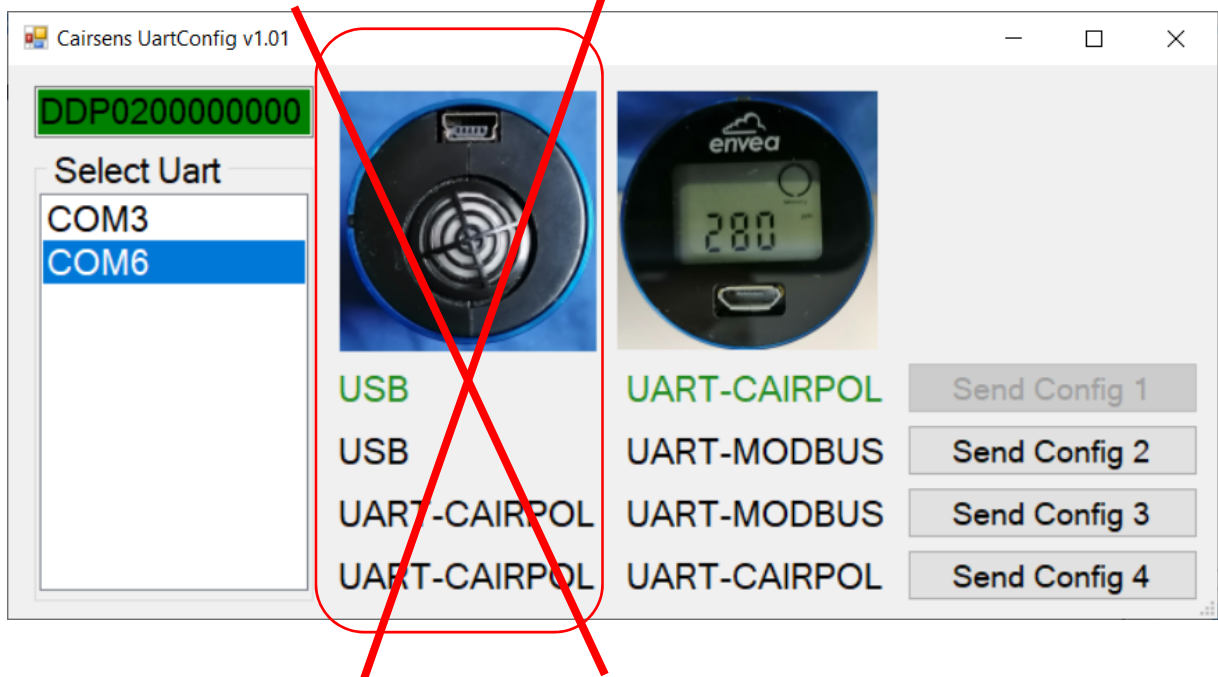 Cairsens UartConfig v1.01
DDP0200000000
Select Uart
COM3
COM6
envea
280
USB UART-CAIRPOL Send Config 1
USB UART-MODBUS Send Config 2
UART-CAIRPOL UART-MODBUS Send Config 3
UART-CAIRPOL UART-CAIRPOL Send Config 4